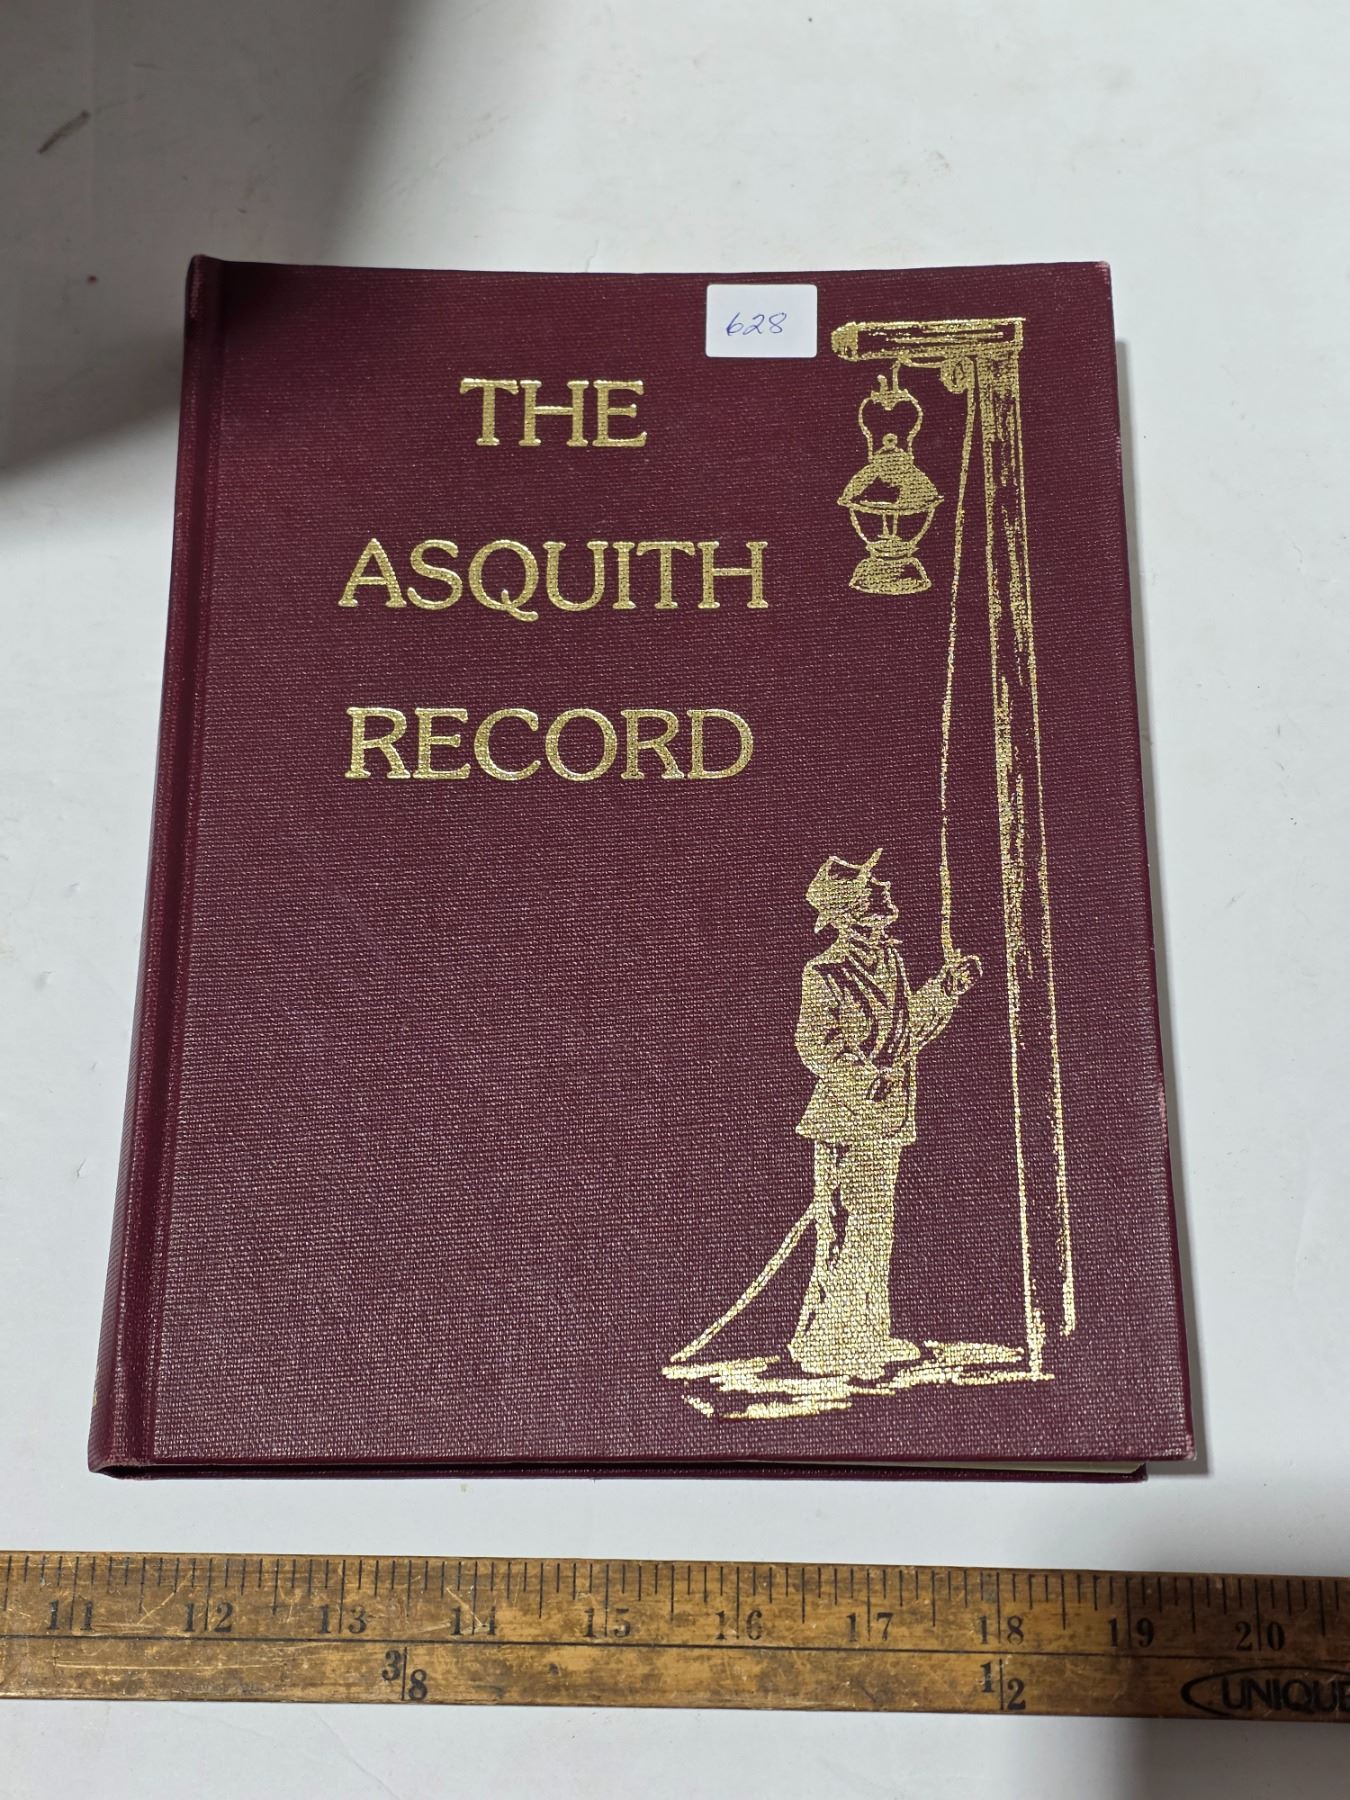 628
THE
ASQUITH
RECORD
11 12 13 14 15 16 17 18 19 20
3/8 1/2 UNIQUE